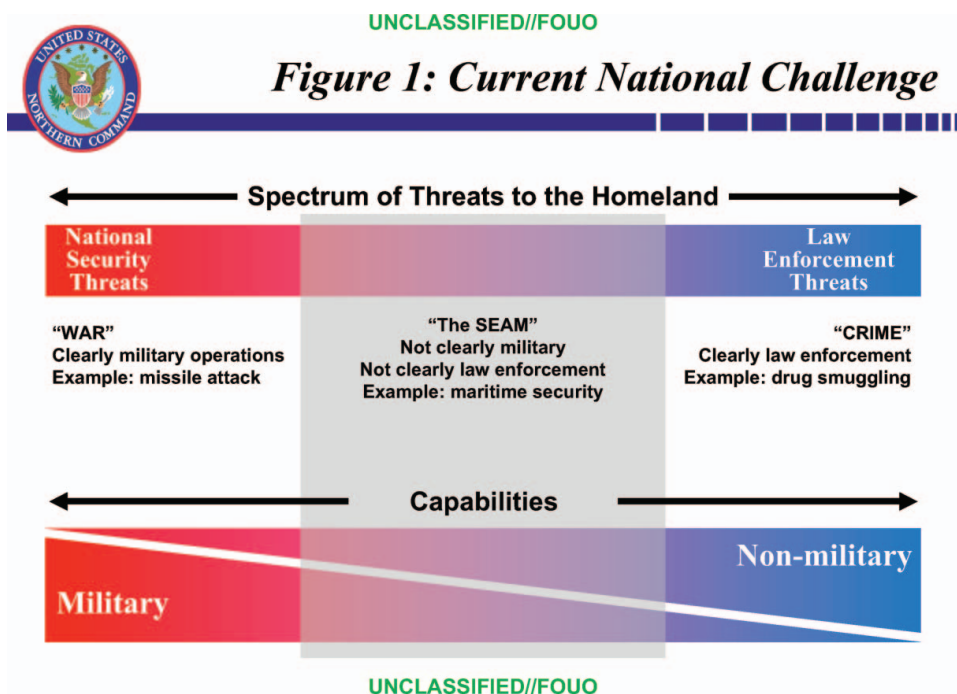 UNCLASSIFIED//FOUO
UNITED STATES
NORTHERN COMMAND
Figure 1: Current National Challenge
Spectrum of Threats to the Homeland
National
Security
Threats
Law
Enforcement
Threats
“WAR”
Clearly military operations
Example: missile attack
“The SEAM”
Not clearly military
Not clearly law enforcement
Example: maritime security
“CRIME”
Clearly law enforcement
Example: drug smuggling
Capabilities
Military
Non-military
UNCLASSIFIED//FOUO